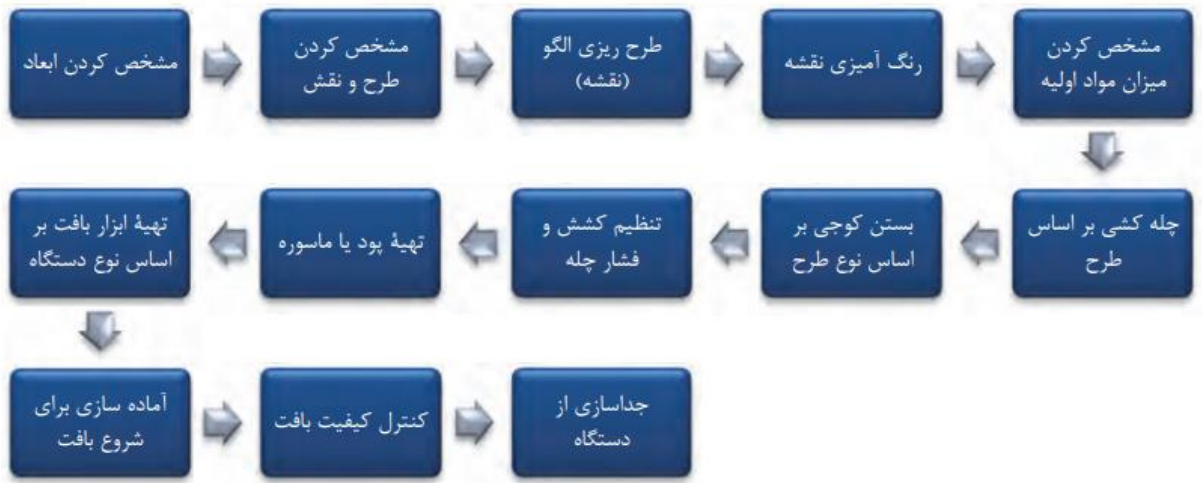 مشخص کردن ابعاد
مشخص کردن
طرح و نقش
طرح ریزی الگو
(نقشه)
رنگ آمیزی نقشه
مشخص کردن
میزان مواد اولیه
چله کشی بر اساس
طرح
بستن کوجی بر
اساس نوع طرح
تنظیم کشش و
فشار چله
تهیۀ پود یا ماسوره
تهیۀ ابزار بافت بر
اساس نوع دستگاه
آماده سازی برای
شروع بافت
کنترل کیفیت بافت
جداسازی از
دستگاه